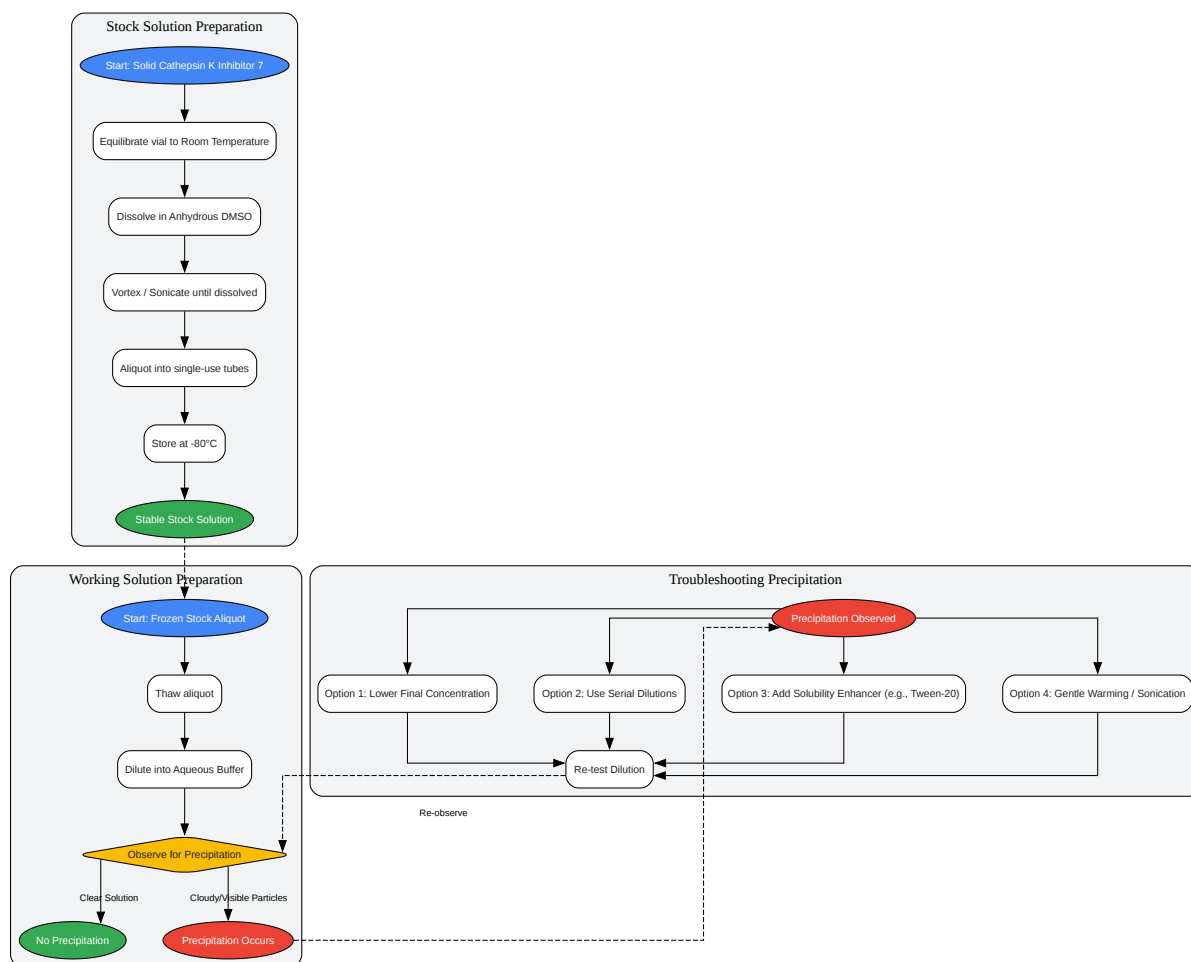 Stock Solution Preparation
Start: Solid Cathepsin K Inhibitor 7
Equilibrate vial to Room Temperature
Dissolve in Anhydrous DMSO
Vortex / Sonicate until dissolved
Aliquot into single-use tubes
Store at -80°C
Stable Stock Solution
Working Solution Preparation
Start: Frozen Stock Aliquot
Thaw aliquot
Dilute into Aqueous Buffer
Observe for Precipitation
Clear Solution
Cloudy/Visible Particles
No Precipitation
Precipitation Occurs
Troubleshooting Precipitation
Precipitation Observed
Option 1: Lower Final Concentration
Option 2: Use Serial Dilutions
Option 3: Add Solubility Enhancer (e.g., Tween-20)
Option 4: Gentle Warming / Sonication
Re-test Dilution
Re-observe